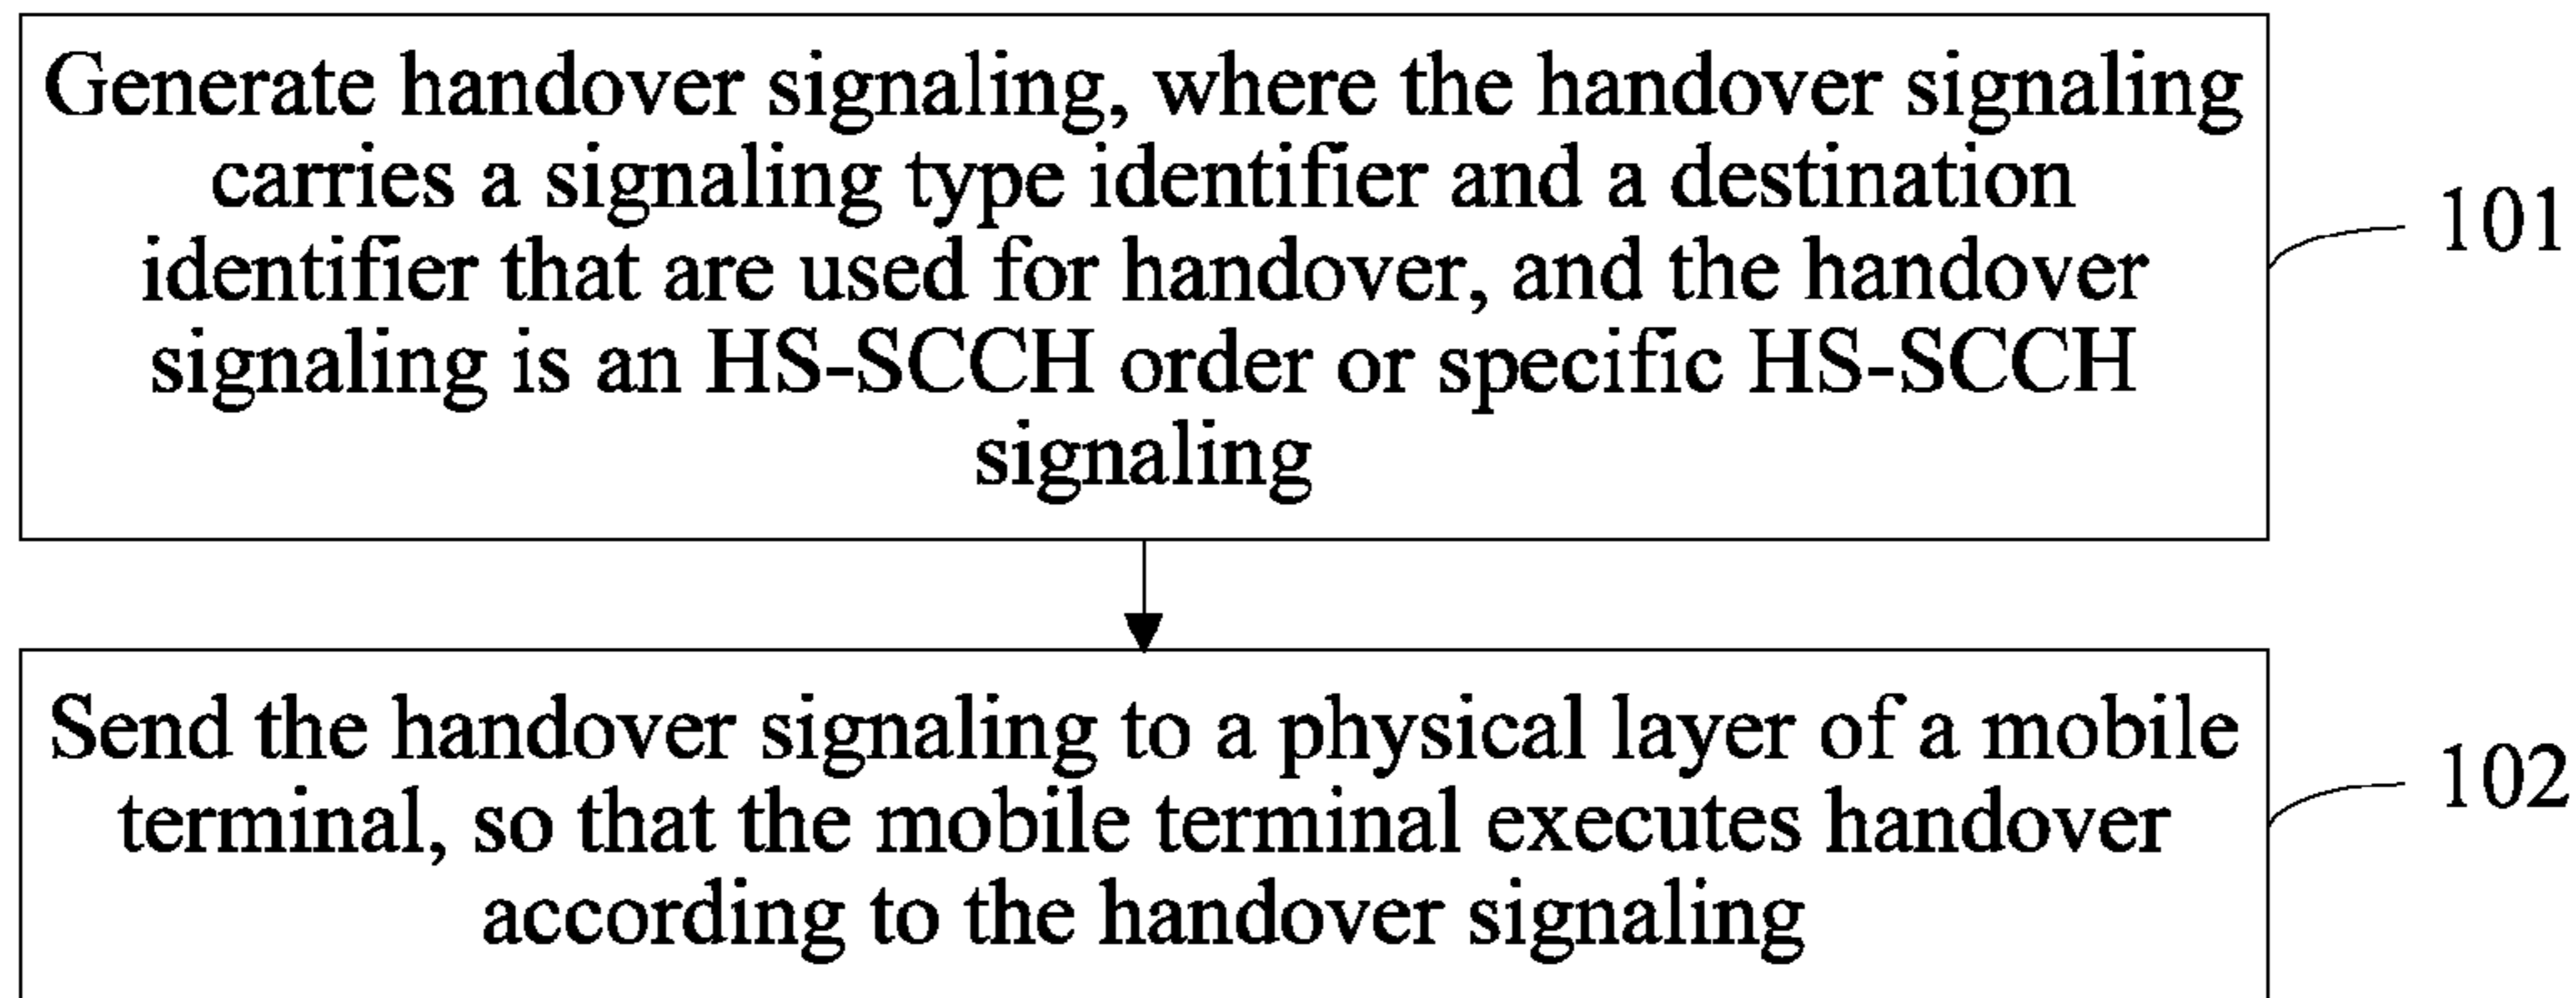 Generate handover signaling, where the handover signaling
carries a signaling type identifier and a destination
identifier that are used for handover, and the handover
signaling is an HS-SCCH order or specific HS-SCCH
signaling
101
Send the handover signaling to a physical layer of a mobile
terminal, so that the mobile terminal executes handover
according to the handover signaling
102